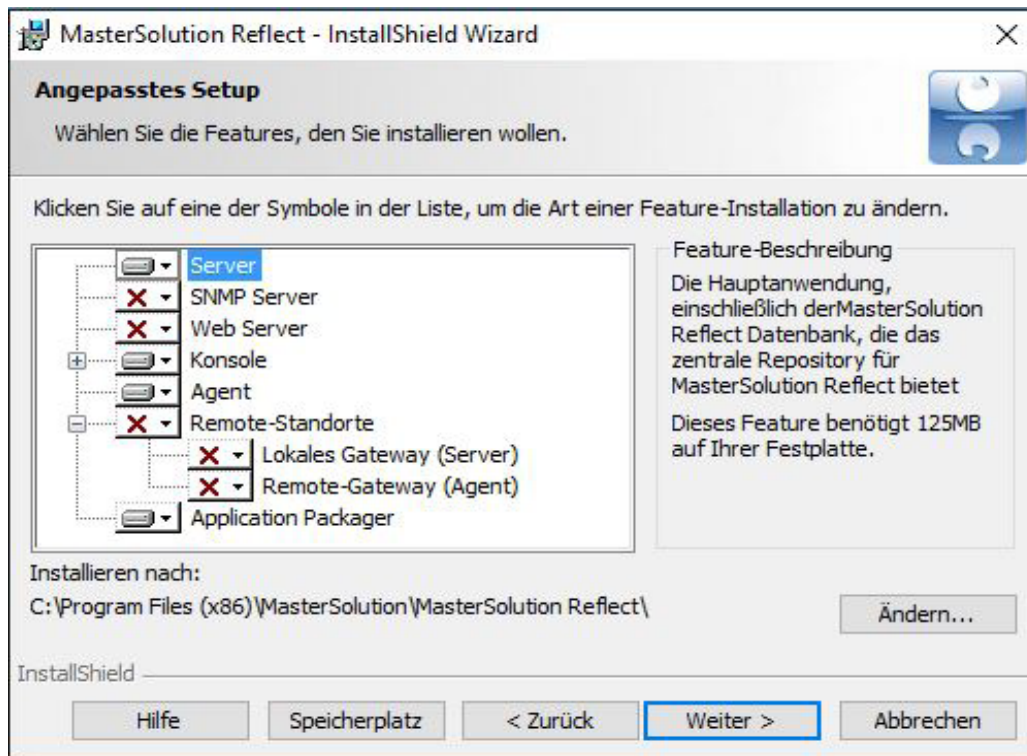 MasterSolution Reflect - InstallShield Wizard
Angepasstes Setup
Wählen Sie die Features, den Sie installieren wollen.
Klicken Sie auf eine der Symbole in der Liste, um die Art einer Feature-Installation zu ändern.
Server
SNMP Server
Web Server
Konsole
Agent
Remote-Standorte
Lokales Gateway (Server)
Remote-Gateway (Agent)
Application Packager
Feature-Beschreibung
Die Hauptanwendung,
einschließlich derMasterSolution
Reflect Datenbank, die das
zentrale Repository für
MasterSolution Reflect bietet
Dieses Feature benötigt 125MB
auf Ihrer Festplatte.
Installieren nach:
C:\Program Files (x86)\MasterSolution\MasterSolution Reflect\
Ändern...
InstallShield
Hilfe
Speicherplatz
< Zurück
Weiter >
Abbrechen